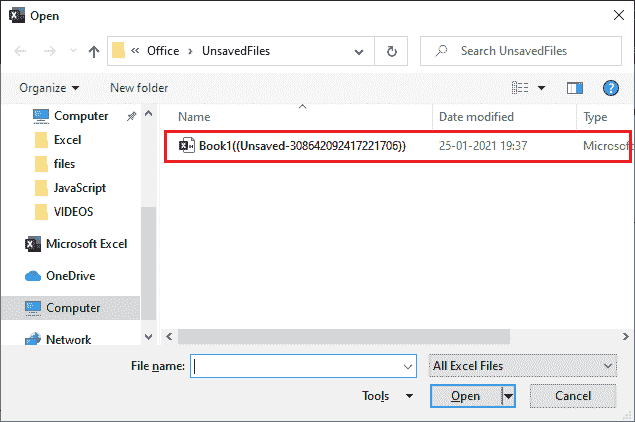 Open
« Office > UnsavedFiles
Search UnsavedFiles
Organize New folder
Name Date modified Type
Computer
Excel
files
JavaScript
VIDEOS
Microsoft Excel
OneDrive
Computer
Network
Book1((Unsaved-308642092417221706)) 25-01-2021 19:37 Microsof
File name:
All Excel Files
Tools Open Cancel